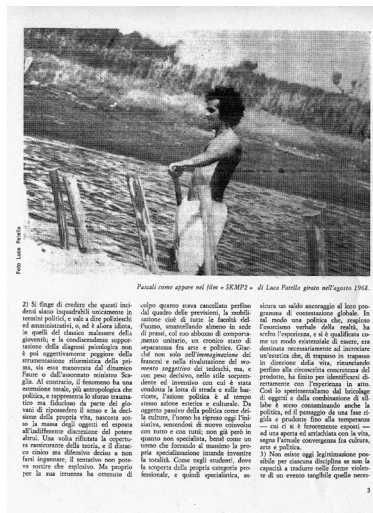 Foto Luca Patella
Pascali come appare nel film « SKMP2 » di Luca Patella girato nell'agosto 1968.
2) Si finge di credere che questi inci-
denti siano inquadrabili unicamente in
termini politici, e vale a dire polizieschi
ed amministrativi, o, ed è allora idiota,
in quelli del classico malessere della
gioventù; e la condiscendente soppor-
tazione della diagnosi psicologica non
è poi oggettivamente peggiore della
strumentazione riformistica della pri-
ma, sia essa manovrata dal dinamico
Faure o dall'assonnato ministro Sca-
glia. Al contrario, il fenomeno ha una
estensione totale, più antropologica che
politica, e rappresenta lo sforzo trauma-
tico ma fiducioso da parte dei gio-
vani di riprendere il senso e la deci-
sione della propria vita, nascosta sot-
to la massa degli oggetti ed esposta
all'indifferente discrezione del potere
altrui. Una volta rifiutata la copertu-
ra rassicurante della teoria, e il distac-
co cinico ma difensivo deciso a non
farsi ingannare, il tentativo non pote-
va sortire che esplosivo. Ma proprio
per la sua irruenza ha ottenuto di
colpo quanto stava cancellato perfino
dal quadro delle previsioni, la mobili-
tazione cioè di tutte le facoltà del-
l'uomo, smantellando almeno in sede
di prassi, col suo abbozzo di comporta-
mento unitario, un cronico stato di
separatezza fra arte e politica. Giac-
ché non solo nell'immaginazione dei
francesi e nella rivalutazione del mo-
mento soggettivo dei tedeschi, ma, e
con peso decisivo, nello stile sorpren-
dente ed inventivo con cui è stata
condotta la lotta di strada e sulle bar-
ricate, l'azione politica è al tempo
stesso azione estetica e culturale. Da
oggetto passivo della politica come del-
la cultura, l'uomo ha ripreso oggi l'ini-
ziativa, sentendosi di nuovo coinvolto
con tutto e con tutti; non già però in
quanto non specialista, bensì come un
uomo che forzando al massimo la pro-
pria specializzazione intende investire
la totalità. Come negli studenti, dove
la scoperta della propria categoria pro-
fessionale, e quindi specialistica, as-
sicura un saldo ancoraggio al loro pro-
gramma di contestazione globale. In
tal modo una politica che, respinto
l'esorcismo verbale della realtà, ha
scelto l'esperienza, e si è qualificata co-
me un modo esistenziale di essere, era
destinata necessariamente ad incrociare
un'estetica che, di trapasso in trapasso
in direzione della vita, rinunciando
perfino alla circoscritta concretezza del
prodotto, ha finito per identificarsi di-
rettamente con l'esperienza in atto.
Così lo sperimentalismo dal bricolage
di oggetti e dalla combinazione di sil-
labe è sceso contaminando anche la
politica, ed il passaggio da una fase ri-
gida e prudente fino alla temperanza
— cui ci si è ferocemente esposti —
ad una aperta ed arrischiata con la vita,
segna l'attuale convergenza fra cultura,
arte e politica.
3) Non esiste oggi legittimazione pos-
sibile per ciascuna disciplina se non la
capacità a tradurre nelle forme violen-
te di un evento tangibile quelle neces-
3